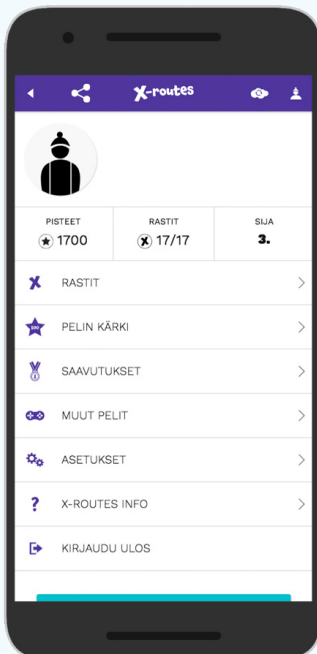 X-routes
PISTEET
1700
RASTIT
17/17
SIJA
3.
RASTIT
PELIN KÄRKI
SAAVUTUKSET
MUUT PELIT
ASETUKSET
X-ROUTES INFO
KIRJAUDU ULOS